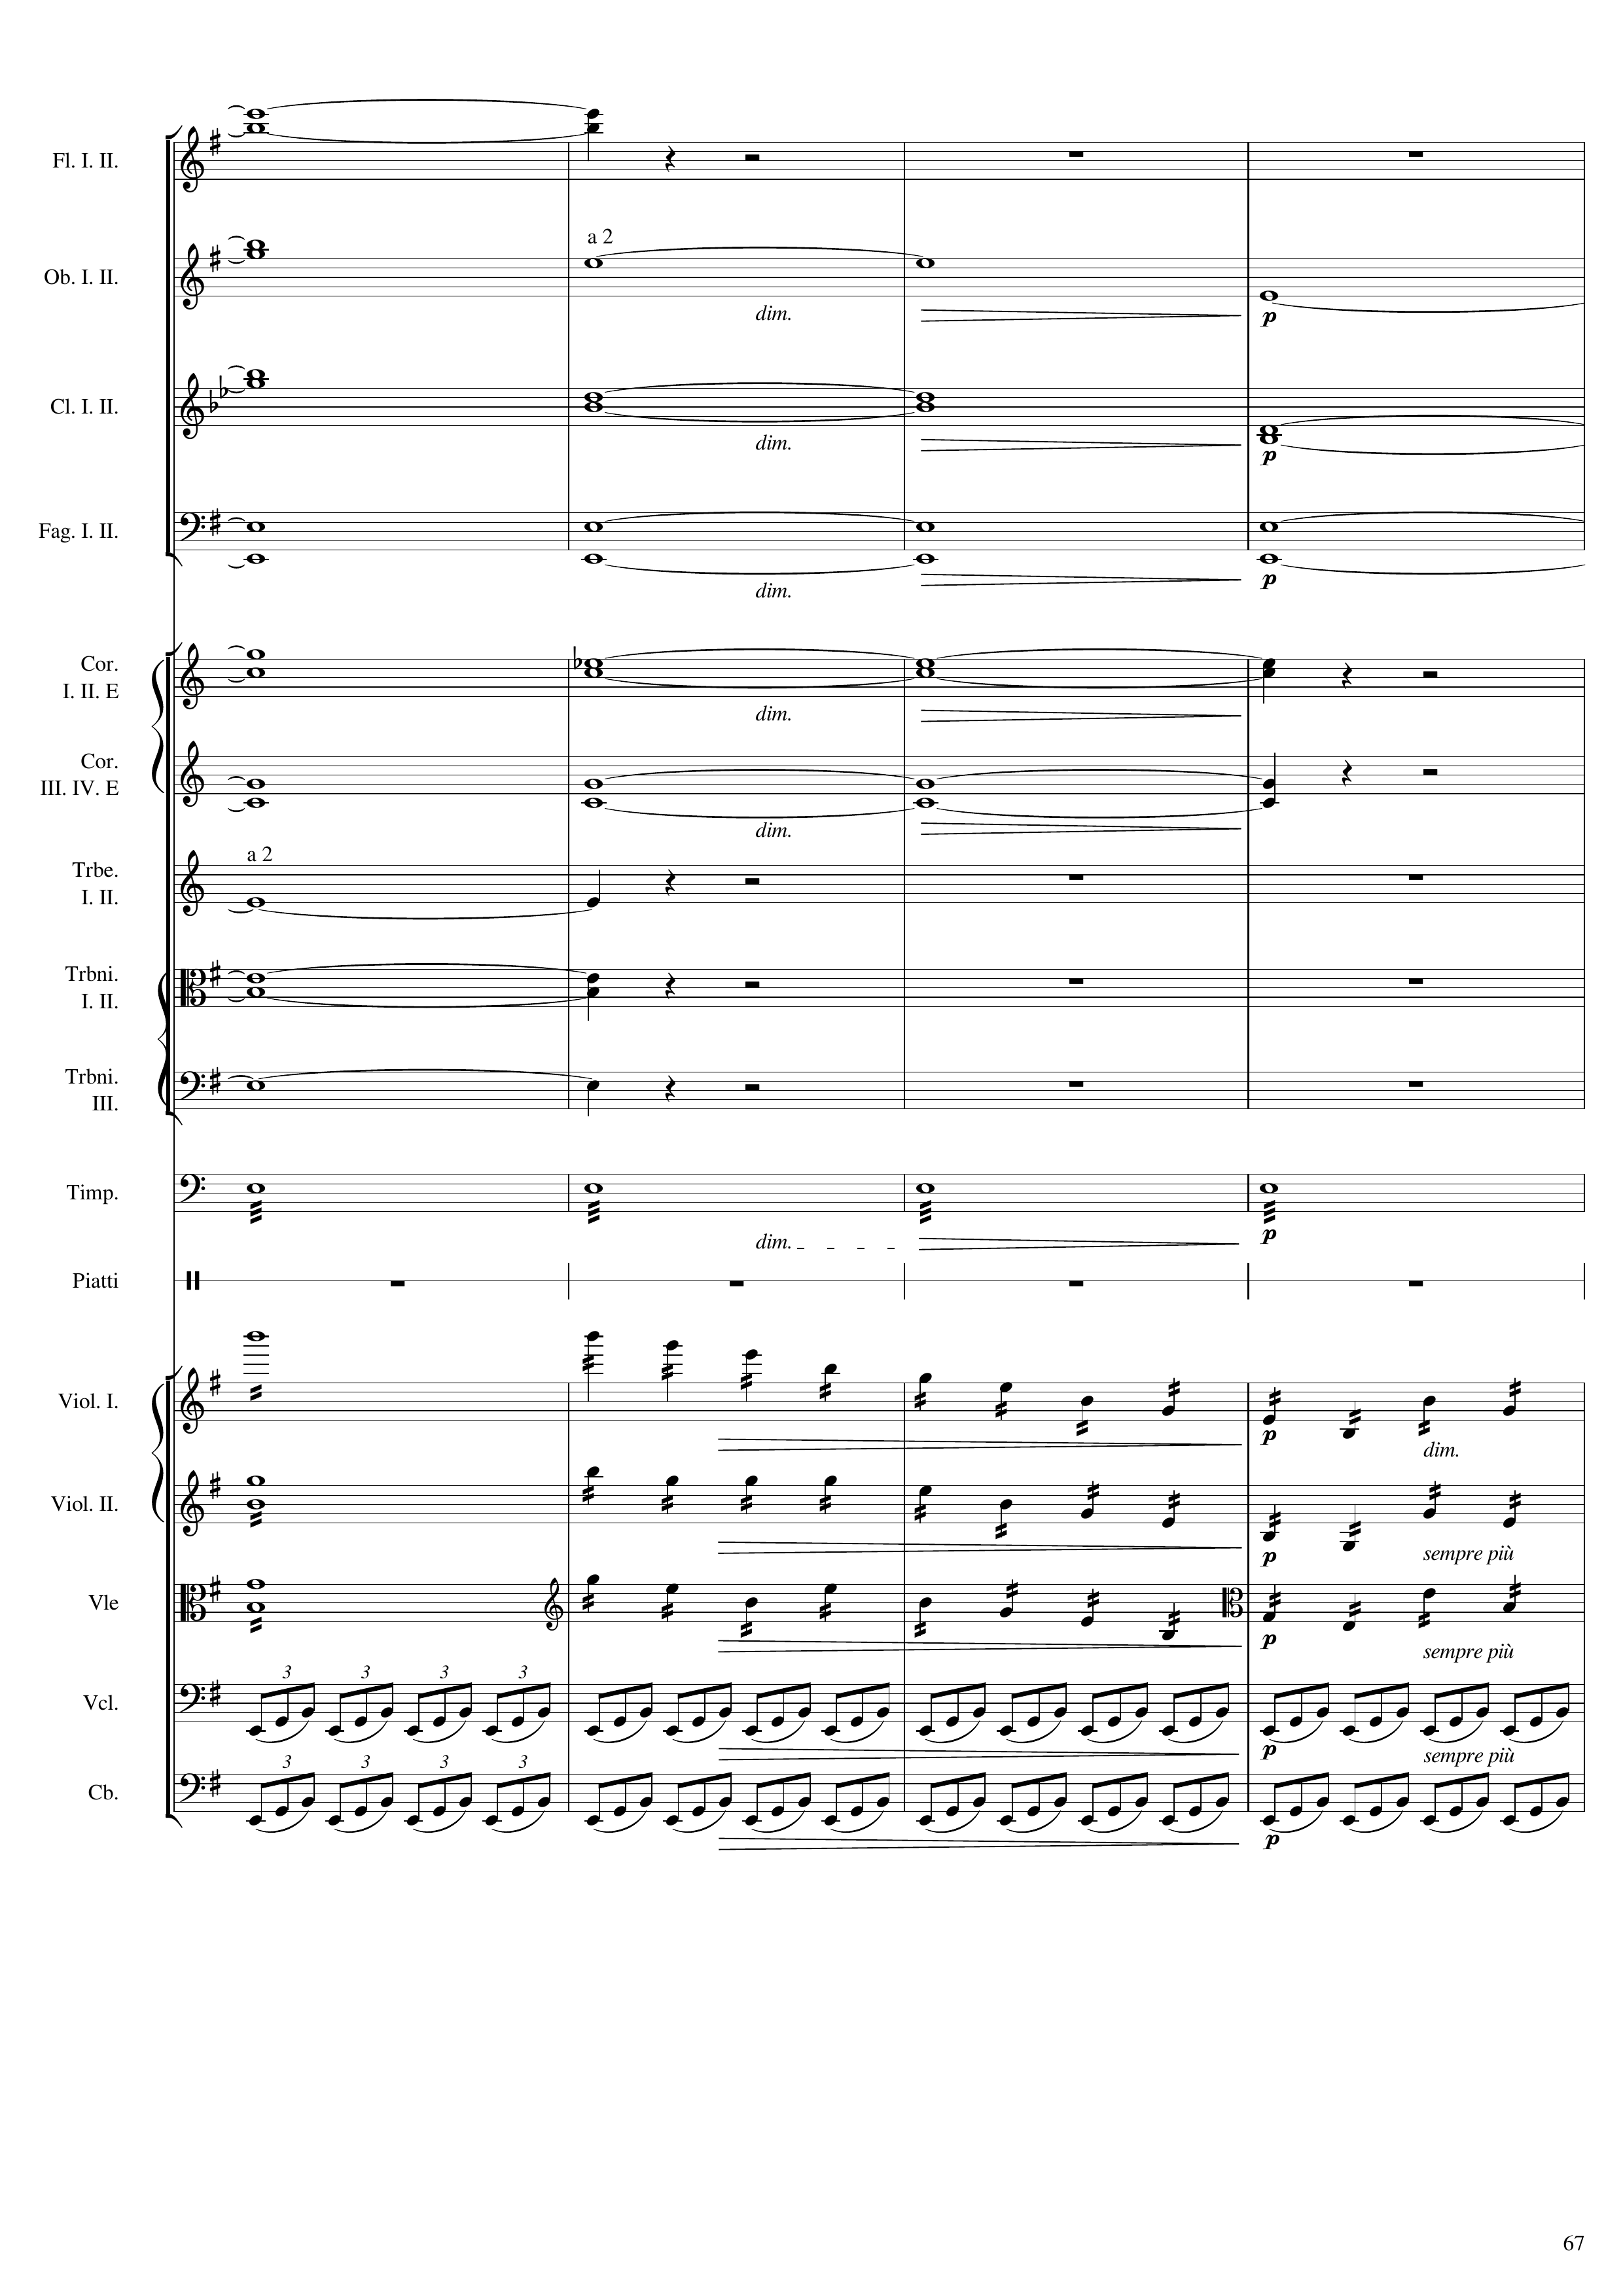 Fl. I. II.
a 2
Ob. I. II.
dim.
p
Cl. I. II.
dim.
p
Fag. I. II.
dim.
p
Cor.
I. II. E
dim.
Cor.
III. IV. E
dim.
a 2
Trbe.
I. II.
Trbni.
I. II.
Trbni.
III.
Timp.
dim.
p
Piatti
Viol. I.
p
dim.
Viol. II.
p
sempre più
Vle
p
sempre più
3 3 3 3
Vcl.
p
sempre più
3 3 3 3
Cb.
p
67